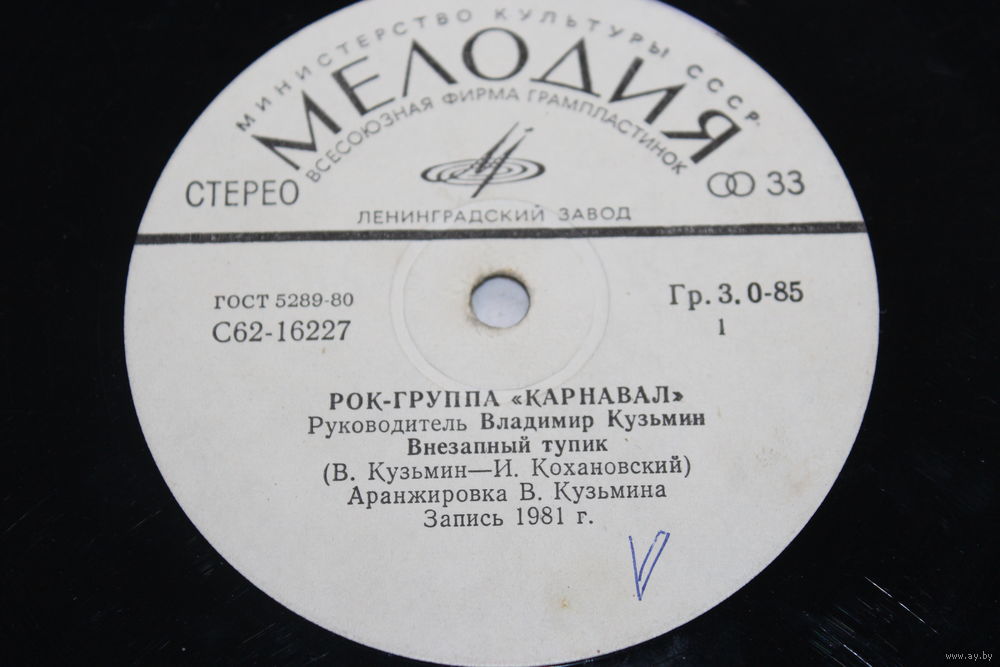 МИНИСТЕРСТВО КУЛЬТУРЫ СССР
МЕЛОДИЯ
ВСЕСОЮЗНАЯ ФИРМА ГРАМПЛАСТИНОК
СТЕРЕО
33
ЛЕНИНГРАДСКИЙ ЗАВОД
ГОСТ 5289-80
Гр. 3. 0-85
С62-16227
1
РОК-ГРУППА «КАРНАВАЛ»
Руководитель Владимир Кузьмин
Внезапный тупик
(В. Кузьмин—И. Кохановский)
Аранжировка В. Кузьмина
Запись 1981 г.
V
www.ay.by